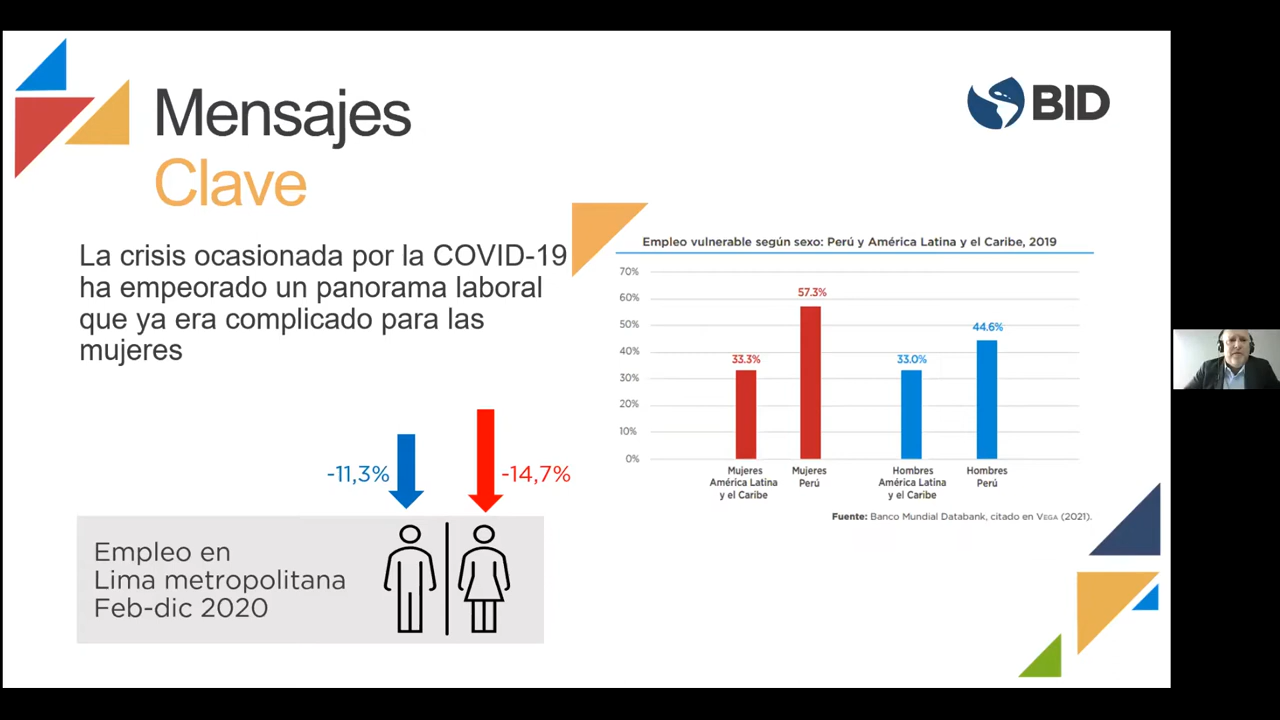 Mensajes
Clave
BID
La crisis ocasionada por la COVID-19
ha empeorado un panorama laboral
que ya era complicado para las
mujeres
-11,3%
-14,7%
Empleo en
Lima metropolitana
Feb-dic 2020
Empleo vulnerable según sexo: Perú y América Latina y el Caribe, 2019
70%
60%
50%
40%
30%
20%
10%
0%
33.3%
57.3%
33.0%
44.6%
Mujeres
América Latina
y el Caribe
Mujeres
Perú
Hombres
América Latina
y el Caribe
Hombres
Perú
Fuente: Banco Mundial Databank, citado en Vega (2021).